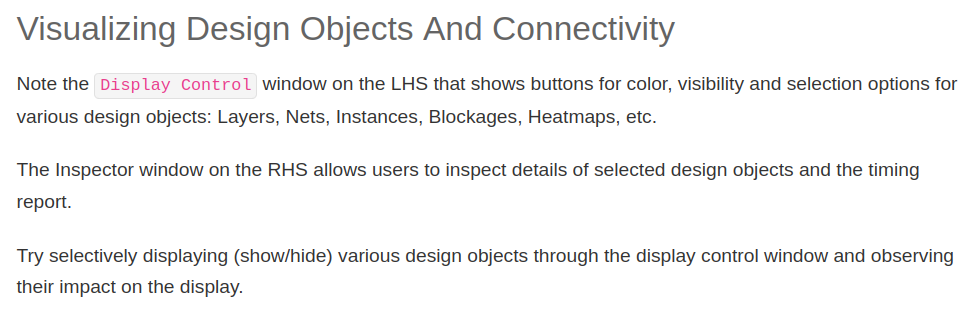 Visualizing Design Objects And Connectivity
Note the Display Control window on the LHS that shows buttons for color, visibility and selection options for
various design objects: Layers, Nets, Instances, Blockages, Heatmaps, etc.
The Inspector window on the RHS allows users to inspect details of selected design objects and the timing
report.
Try selectively displaying (show/hide) various design objects through the display control window and observing
their impact on the display.